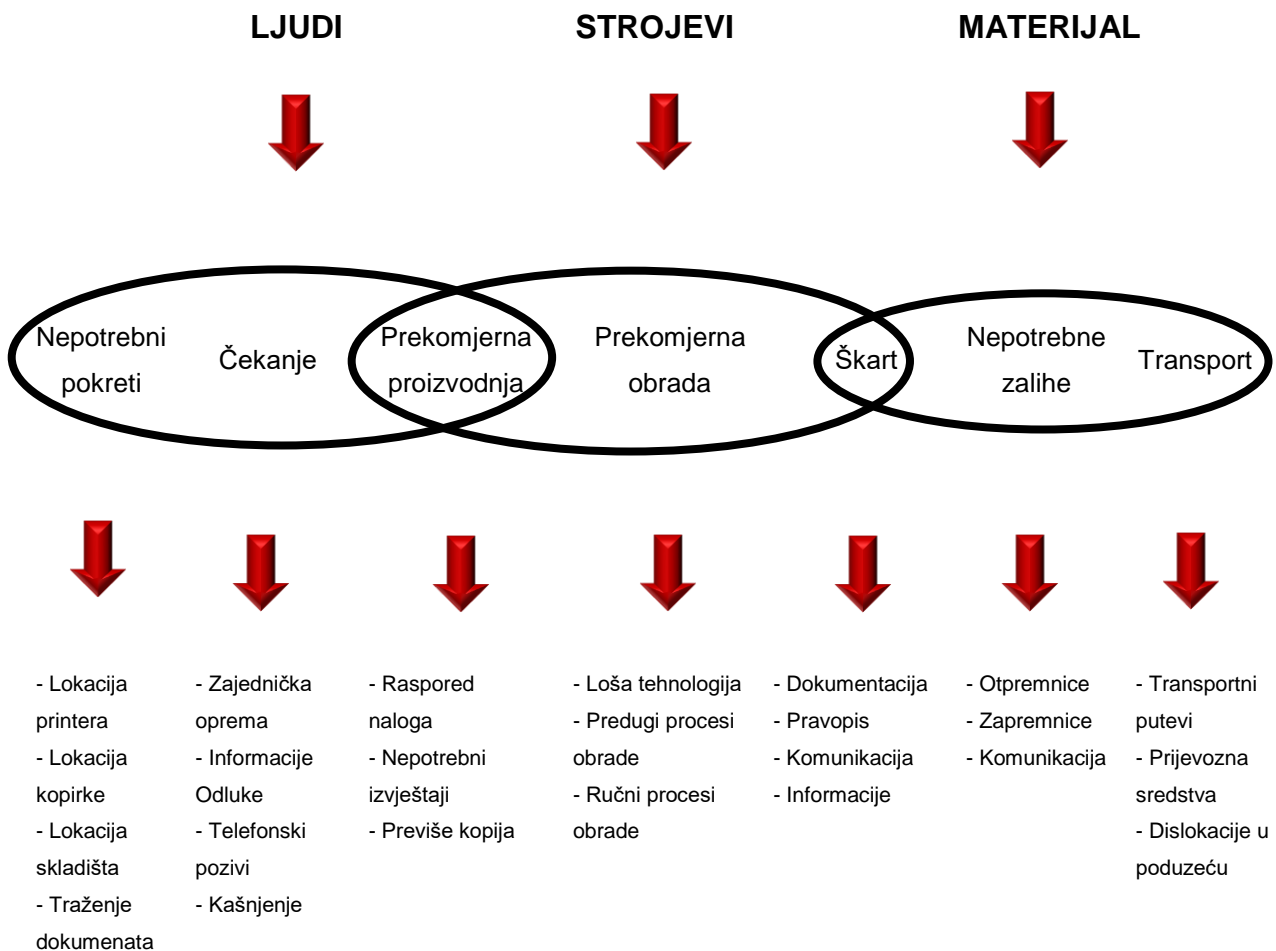 LJUDI
STROJEVI
MATERIJAL
Nepotrebni
pokreti
Čekanje
Prekomjerna
proizvodnja
Prekomjerna
obrada
Škart
Nepotrebne
zalihe
Transport
- Lokacija
printera
- Lokacija
kopirke
- Lokacija
skladišta
- Traženje
dokumenata
- Zajednička
oprema
- Informacije
Odluke
- Telefonski
pozivi
- Kašnjenje
- Raspored
naloga
- Nepotrebni
izvještaji
- Previše kopija
- Loša tehnologija
- Predugi procesi
obrade
- Ručni procesi
obrade
- Dokumentacija
- Pravopis
- Komunikacija
- Informacije
- Otpremnice
- Zapremnice
- Komunikacija
- Transportni
putevi
- Prijevozna
sredstva
- Dislokacije u
poduzeću